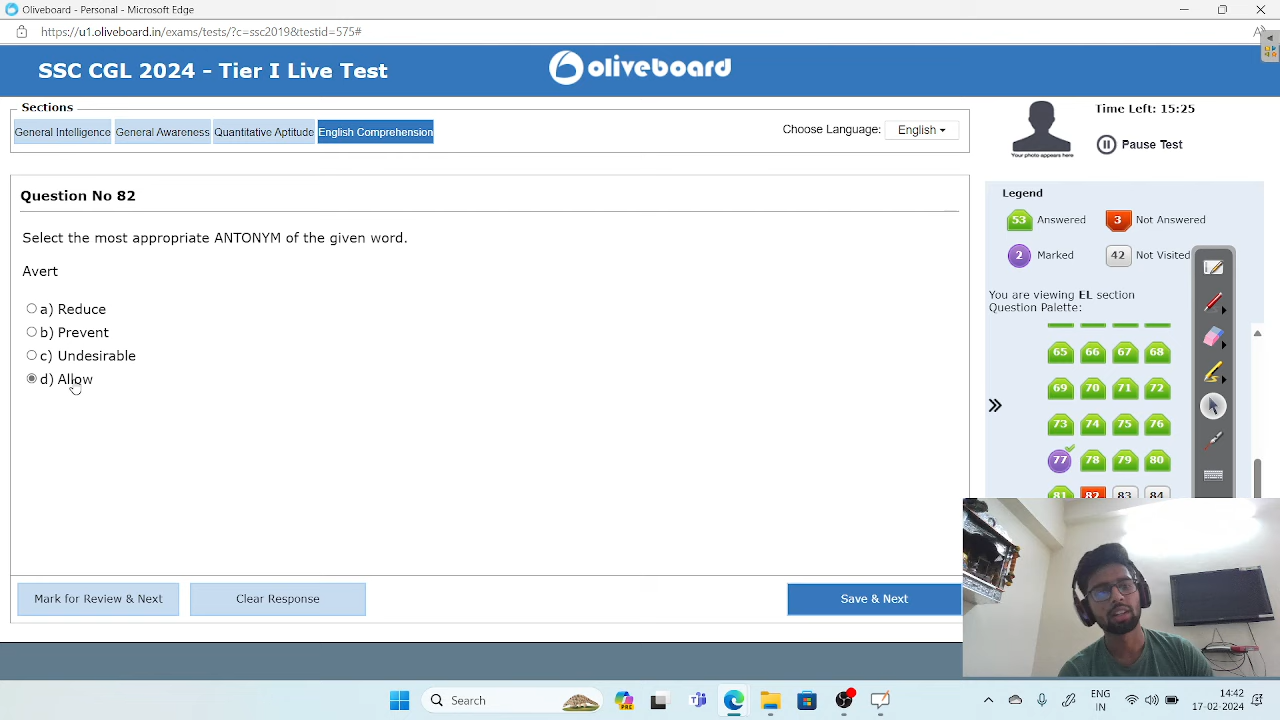 Oliveboard - Personal - Microsoft Edge
https://u1.oliveboard.in/exams/tests/?c=ssc2019&testid=575#
SSC CGL 2024 - Tier I Live Test
oliveboard
Sections
General Intelligence
General Awareness
Quantitative Aptitude
English Comprehension
Choose Language:
English
Your photo appears here
Time Left: 15:25
Pause Test
Question No 82
Select the most appropriate ANTONYM of the given word.
Avert
a) Reduce
b) Prevent
c) Undesirable
d) Allow
Legend
53 Answered
3 Not Answered
2 Marked
42 Not Visited
You are viewing EL section
Question Palette:
65 66 67 68
69 70 71 72
73 74 75 76
77 78 79 80
81 82 83 84
Mark for Review & Next
Clear Response
Save & Next
Search
ENG
IN
14:42
17-02-2024